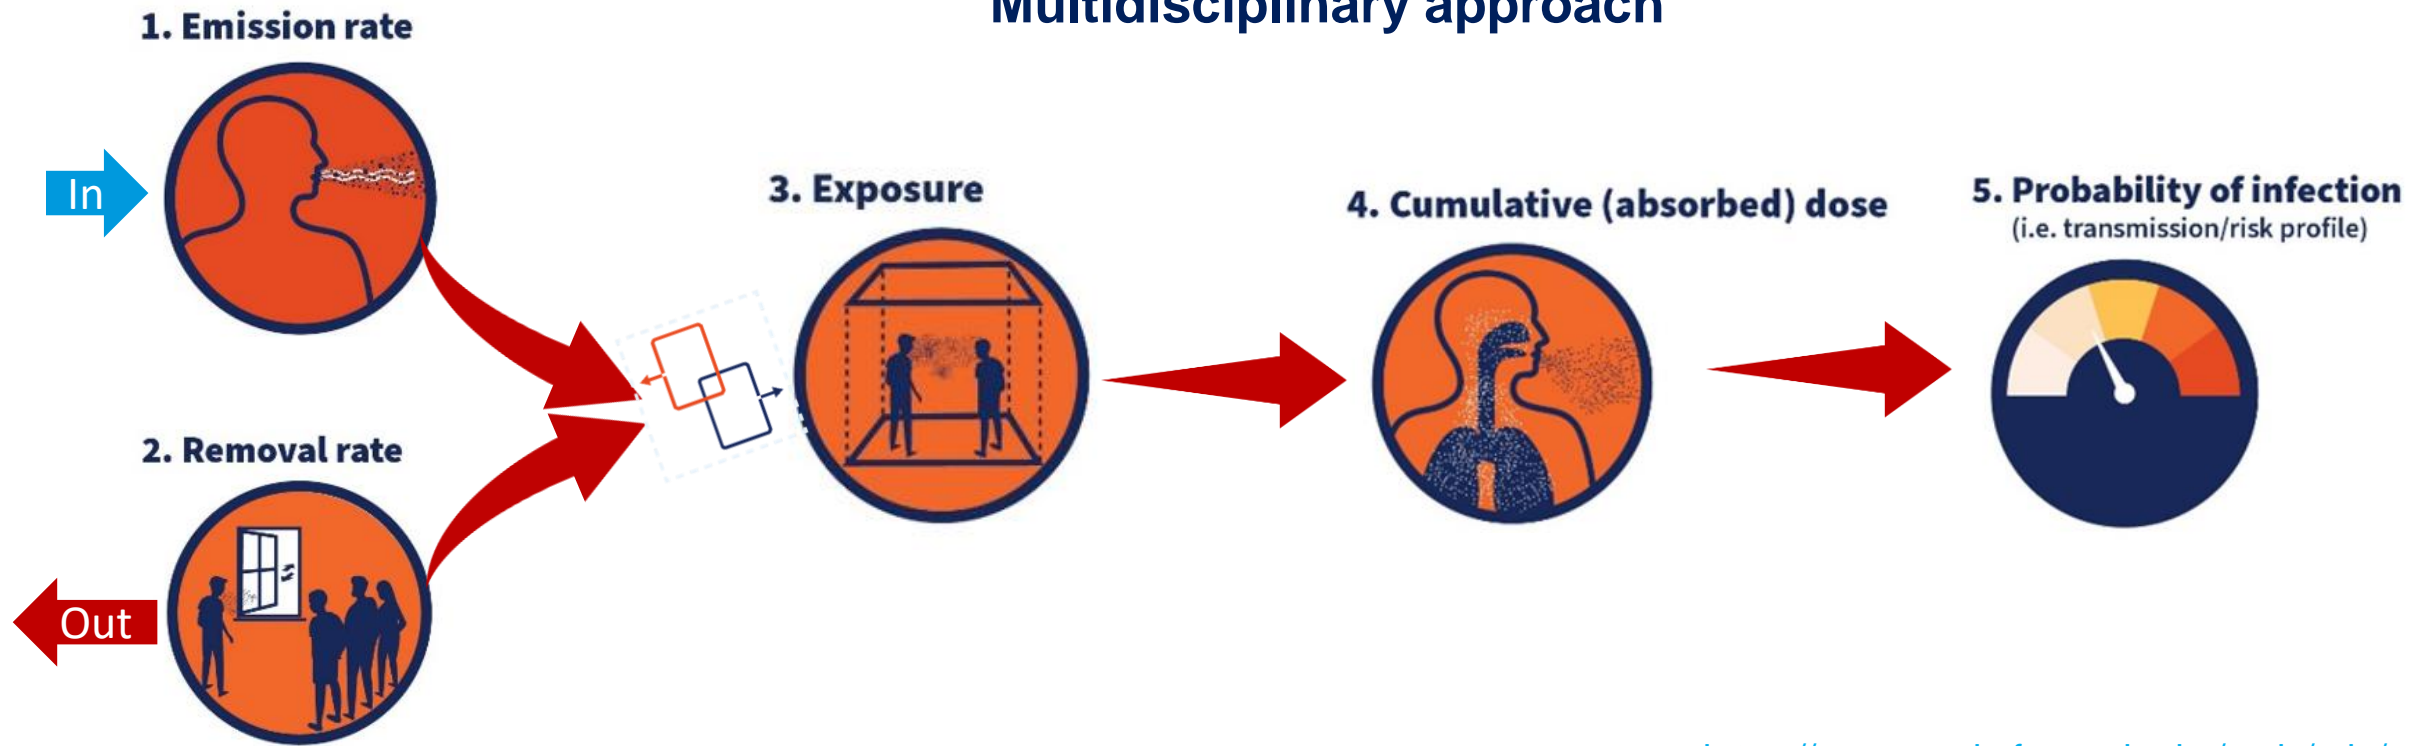 Multidisciplinary approach
1. Emission rate
In
3. Exposure
4. Cumulative (absorbed) dose
5. Probability of infection
(i.e. transmission/risk profile)
2. Removal rate
Out